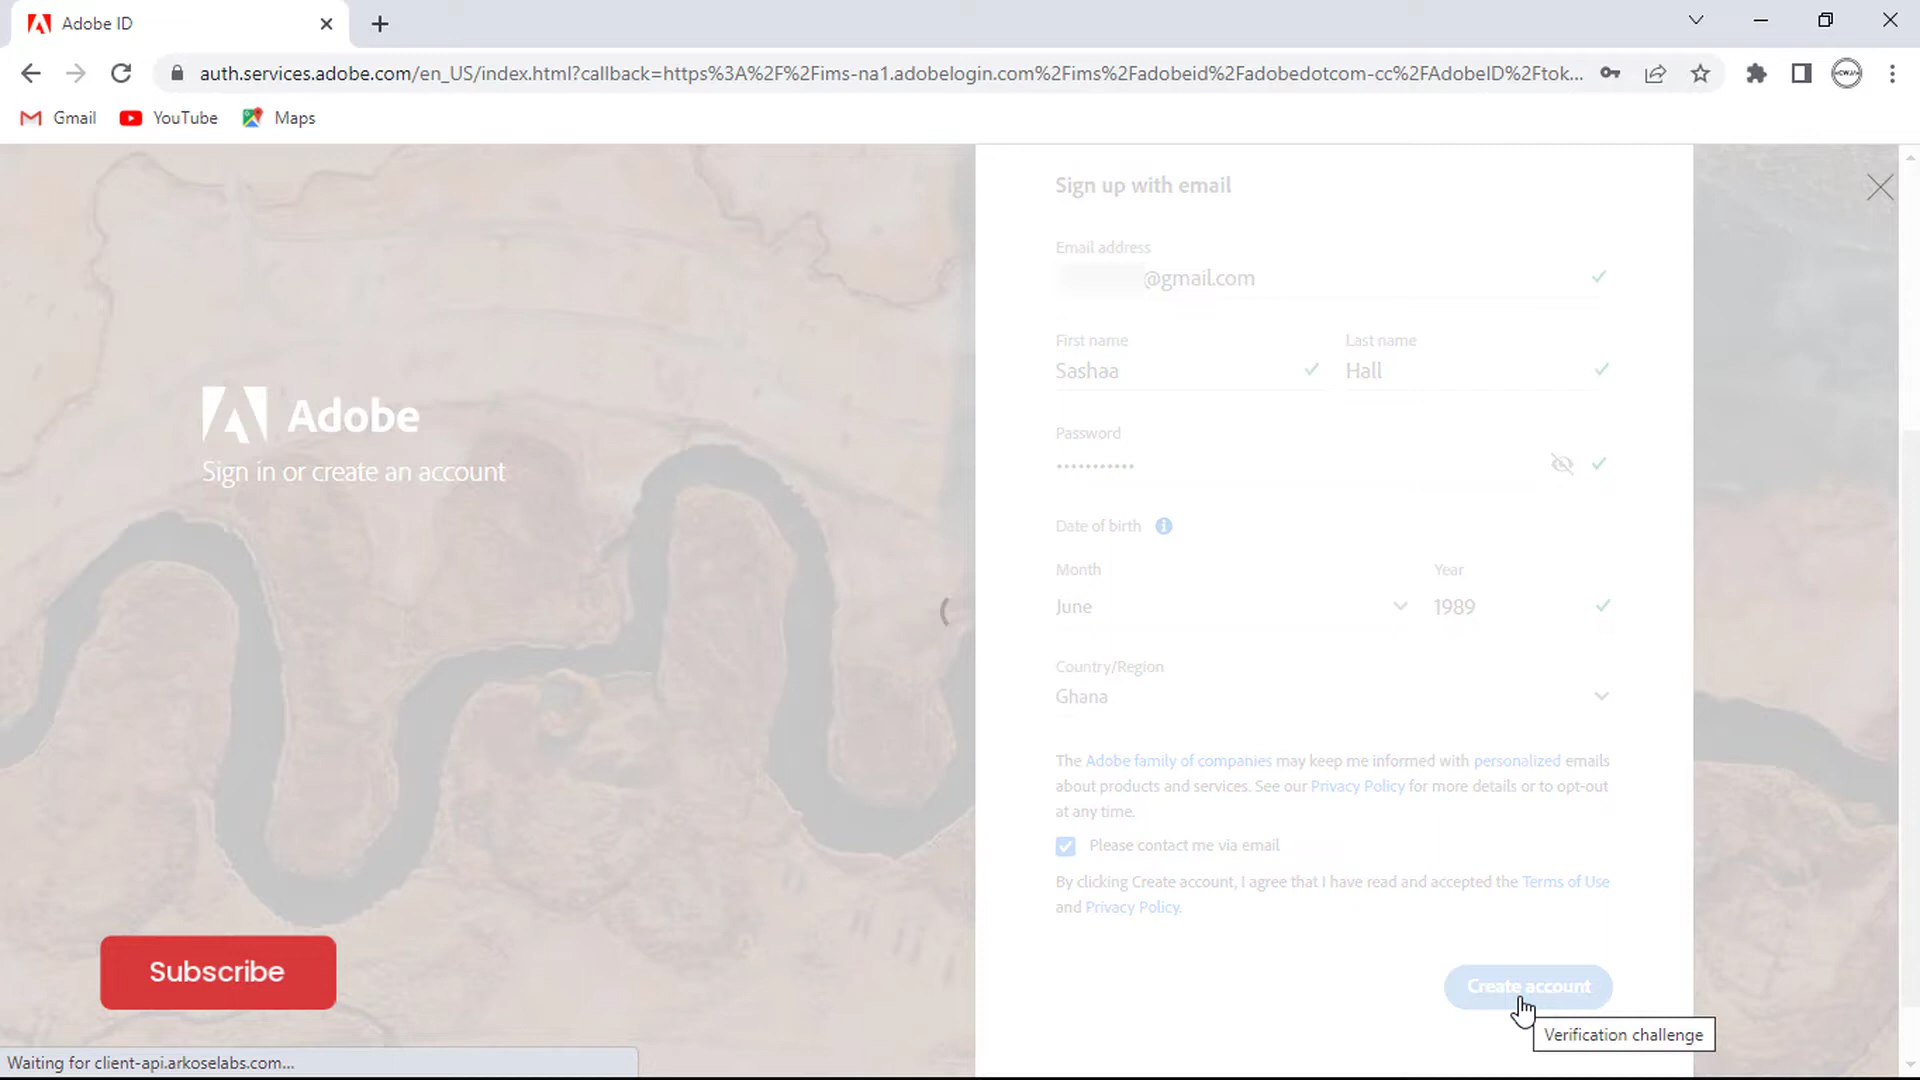 Adobe ID
auth.services.adobe.com/en_US/index.html?callback=https%3A%2F%2Fims-na1.adobelogin.com%2Fims%2Fadobeid%2Fadobedotcom-cc%2FAdobeID%2Ftok...
Gmail YouTube Maps
Adobe
Sign in or create an account
Subscribe
Sign up with email
Email address
@gmail.com
First name Last name
Sashaa Hall
Password
•••••••••••
Date of birth
Month Year
June 1989
Country/Region
Ghana
The Adobe family of companies may keep me informed with personalized emails
about products and services. See our Privacy Policy for more details or to opt-out
at any time.
Please contact me via email
By clicking Create account, I agree that I have read and accepted the Terms of Use
and Privacy Policy.
Create account
Verification challenge
Waiting for client-api.arkoselabs.com...